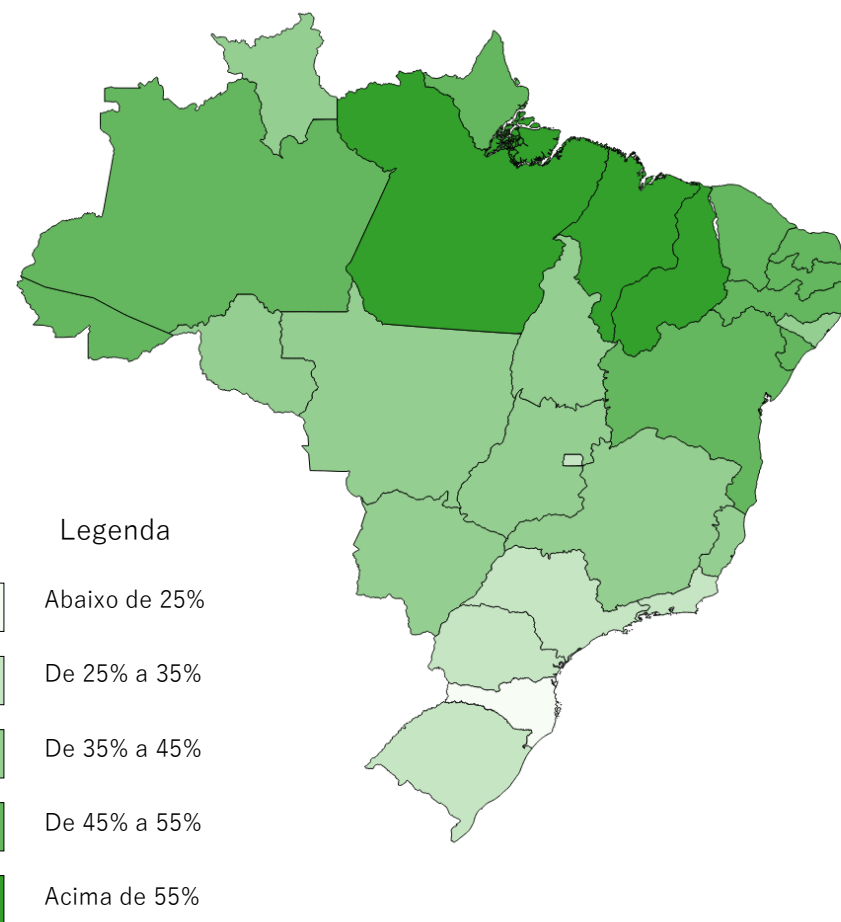 Legenda
Abaixo de 25%
De 25% a 35%
De 35% a 45%
De 45% a 55%
Acima de 55%